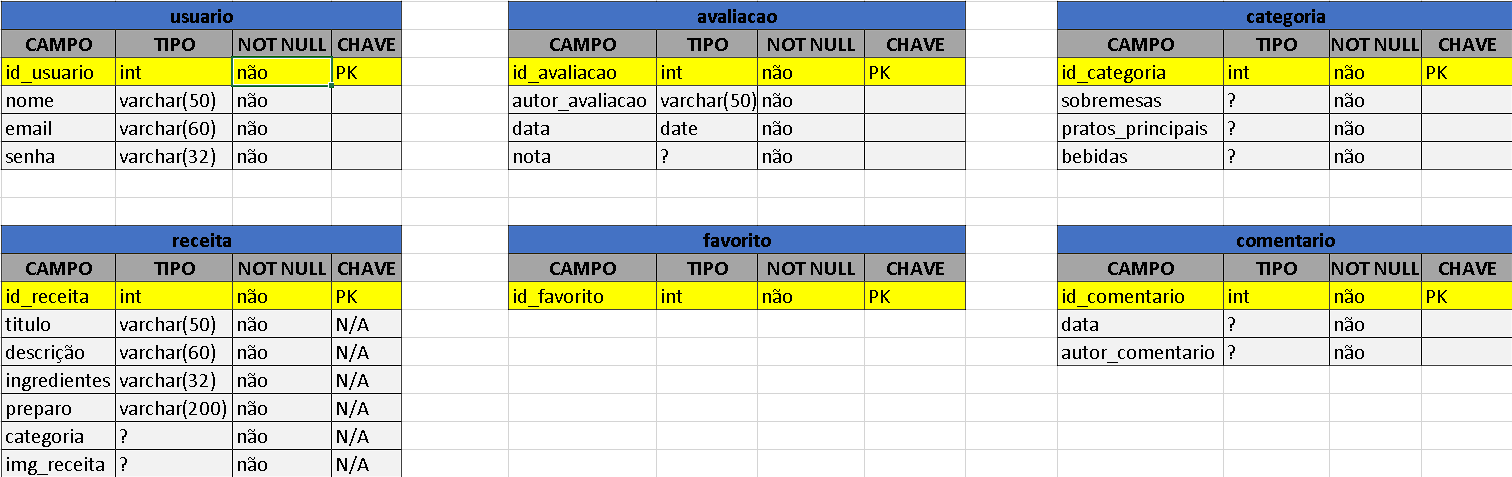 usuario
CAMPO TIPO NOT NULL CHAVE
id_usuario int não PK
nome varchar(50) não
email varchar(60) não
senha varchar(32) não
avaliacao
CAMPO TIPO NOT NULL CHAVE
id_avaliacao int não PK
autor_avaliacao varchar(50) não
data date não
nota ? não
categoria
CAMPO TIPO NOT NULL CHAVE
id_categoria int não PK
sobremesas ? não
pratos_principais ? não
bebidas ? não
receita
CAMPO TIPO NOT NULL CHAVE
id_receita int não PK
titulo varchar(50) não N/A
descrição varchar(60) não N/A
ingredientes varchar(32) não N/A
preparo varchar(200) não N/A
categoria ? não N/A
img_receita ? não N/A
favorito
CAMPO TIPO NOT NULL CHAVE
id_favorito int não PK
comentario
CAMPO TIPO NOT NULL CHAVE
id_comentario int não PK
data ? não
autor_comentario ? não